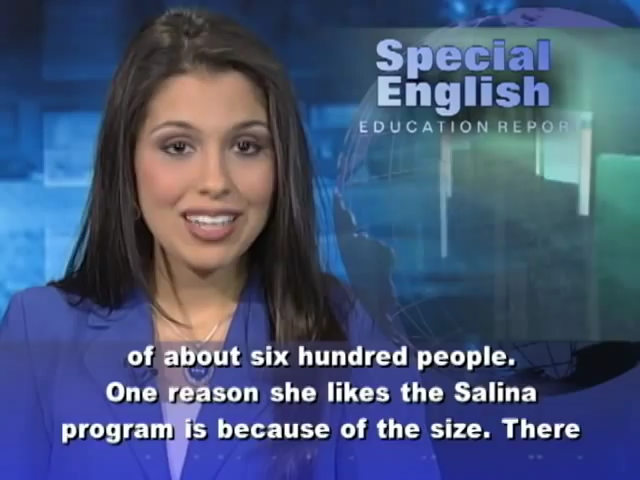 Special
English
EDUCATION REPORT
of about six hundred people.
One reason she likes the Salina
program is because of the size. There